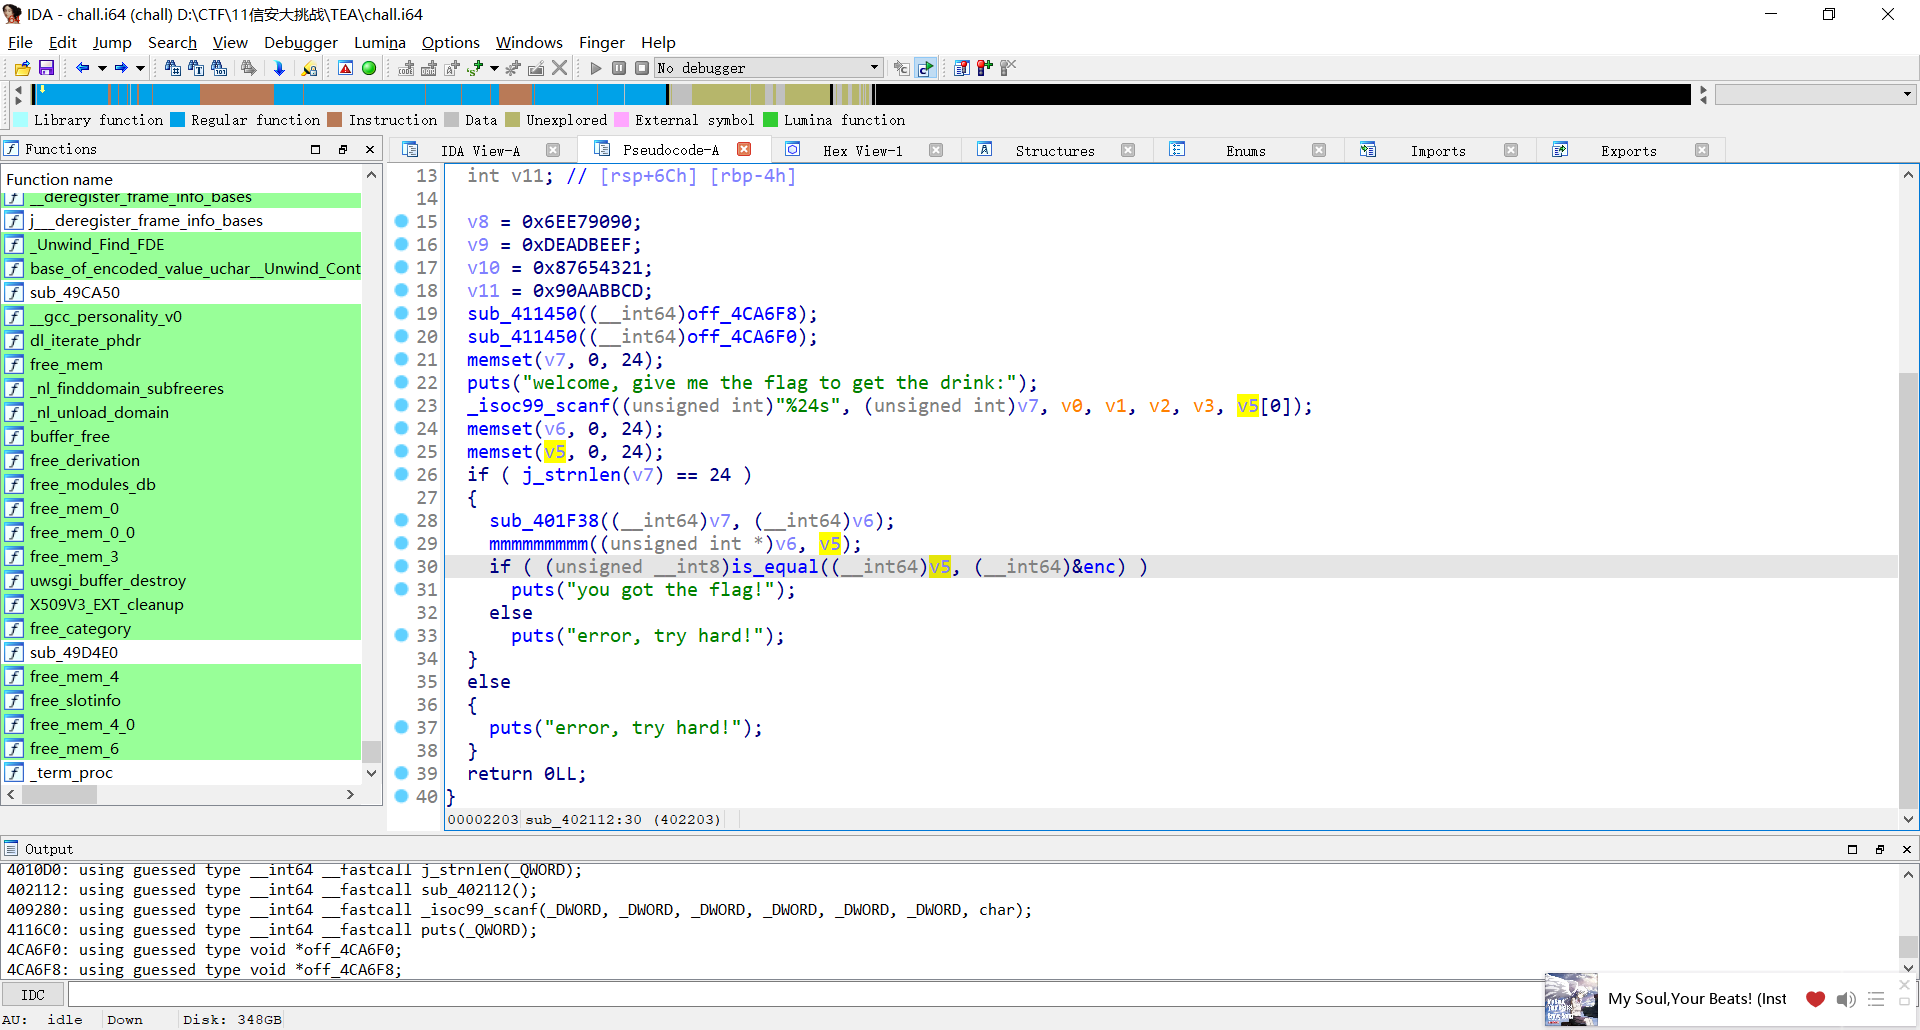 IDA - chall.i64 (chall) D:\CTF\11信安大挑战\TEA\chall.i64
File Edit Jump Search View Debugger Lumina Options Windows Finger Help
No debugger
Library function Regular function Instruction Data Unexplored External symbol Lumina function
Functions
IDA View-A Pseudocode-A Hex View-1 Structures Enums Imports Exports
Function name
__deregister_frame_info_bases
j___deregister_frame_info_bases
_Unwind_Find_FDE
base_of_encoded_value_uchar__Unwind_Cont
sub_49CA50
__gcc_personality_v0
dl_iterate_phdr
free_mem
_nl_finddomain_subfreeres
_nl_unload_domain
buffer_free
free_derivation
free_modules_db
free_mem_0
free_mem_0_0
free_mem_3
uwsgi_buffer_destroy
X509V3_EXT_cleanup
free_category
sub_49D4E0
free_mem_4
free_slotinfo
free_mem_4_0
free_mem_6
_term_proc
13 int v11; // [rsp+6Ch] [rbp-4h]
14
15 v8 = 0x6EE79090;
16 v9 = 0xDEADBEEF;
17 v10 = 0x87654321;
18 v11 = 0x90AABBCD;
19 sub_411450((__int64)off_4CA6F8);
20 sub_411450((__int64)off_4CA6F0);
21 memset(v7, 0, 24);
22 puts("welcome, give me the flag to get the drink:");
23 _isoc99_scanf((unsigned int)"%24s", (unsigned int)v7, v0, v1, v2, v3, v5[0]);
24 memset(v6, 0, 24);
25 memset(v5, 0, 24);
26 if ( j_strnlen(v7) == 24 )
27 {
28 sub_401F38((__int64)v7, (__int64)v6);
29 mmmmmmmmm((unsigned int *)v6, v5);
30 if ( (unsigned __int8)is_equal((__int64)v5, (__int64)&enc) )
31 puts("you got the flag!");
32 else
33 puts("error, try hard!");
34 }
35 else
36 {
37 puts("error, try hard!");
38 }
39 return 0LL;
40 }
00002203 sub_402112:30 (402203)
Output
4010D0: using guessed type __int64 __fastcall j_strnlen(_QWORD);
402112: using guessed type __int64 __fastcall sub_402112();
409280: using guessed type __int64 __fastcall _isoc99_scanf(_DWORD, _DWORD, _DWORD, _DWORD, _DWORD, _DWORD, char);
4116C0: using guessed type __int64 __fastcall puts(_QWORD);
4CA6F0: using guessed type void *off_4CA6F0;
4CA6F8: using guessed type void *off_4CA6F8;
IDC
My Soul,Your Beats! (Inst
AU: idle Down Disk: 348GB